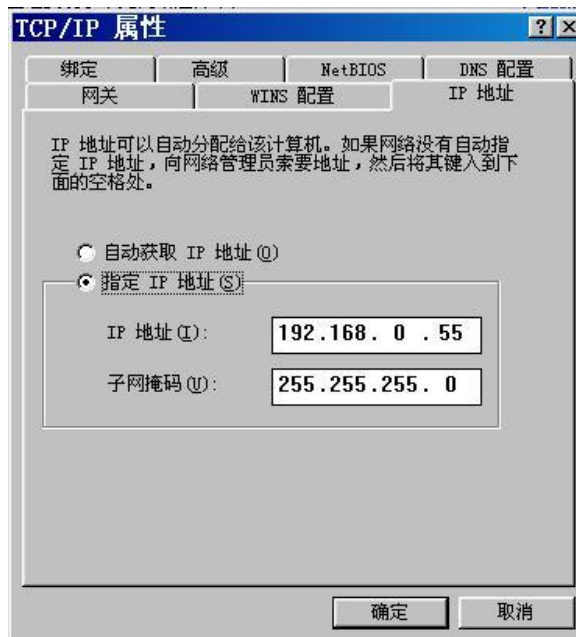 TCP/IP 属性
绑定 高级 NetBIOS DNS 配置
网关 WINS 配置 IP 地址
IP 地址可以自动分配给该计算机。如果网络没有自动指
定 IP 地址，向网络管理员索要地址，然后将其键入到下
面的空格处。
自动获取 IP 地址(O)
指定 IP 地址(S)
IP 地址(I): 192.168. 0 .55
子网掩码(U): 255.255.255. 0
确定 取消